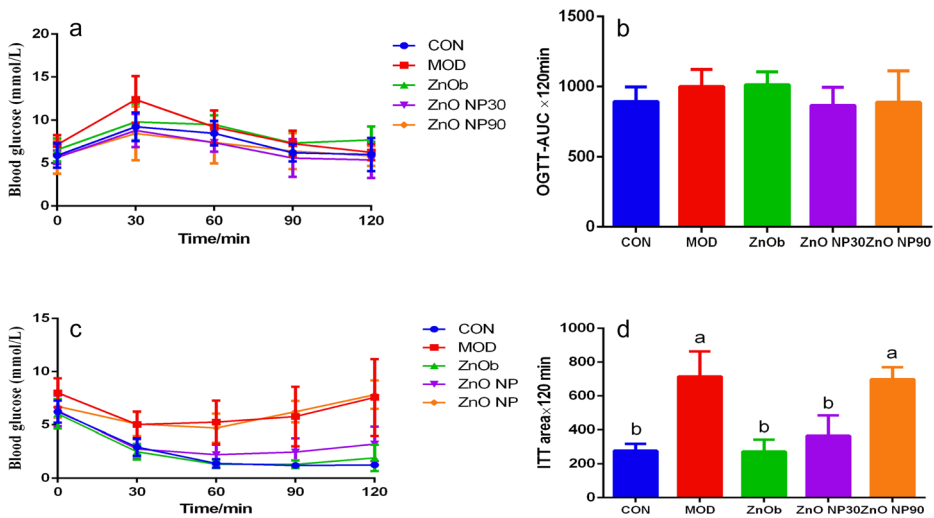 a
Blood glucose (mmol/L)
20
15
10
5
0
0 30 60 90 120
Time/min
CON
MOD
ZnOb
ZnO NP30
ZnO NP90
b
OGTT-AUC ×120min
1500
1000
500
0
CON MOD ZnOb ZnO NP30 ZnO NP90
c
Blood glucose (mmol/L)
15
10
5
0
0 30 60 90 120
Time/min
CON
MOD
ZnOb
ZnO NP
ZnO NP
d
ITT area×120 min
1000
800
600
400
200
0
b a b b a
CON MOD ZnOb ZnO NP30 ZnO NP90